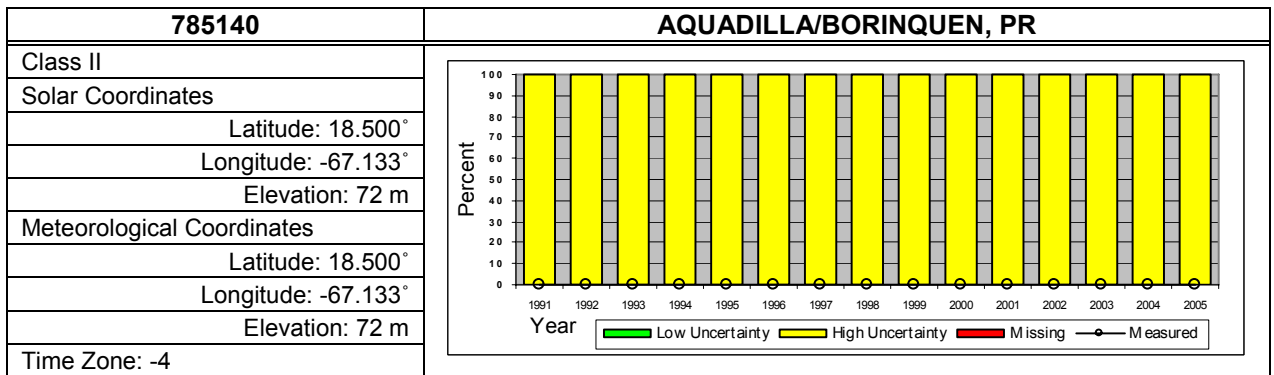 785140
AQUADILLA/BORINQUEN, PR
Class II
Solar Coordinates
Latitude: 18.500˚
Longitude: -67.133˚
Elevation: 72 m
Meteorological Coordinates
Latitude: 18.500˚
Longitude: -67.133˚
Elevation: 72 m
Time Zone: -4
Percent
100
90
80
70
60
50
40
30
20
10
0
1991 1992 1993 1994 1995 1996 1997 1998 1999 2000 2001 2002 2003 2004 2005
Year
Low Uncertainty High Uncertainty Missing Measured